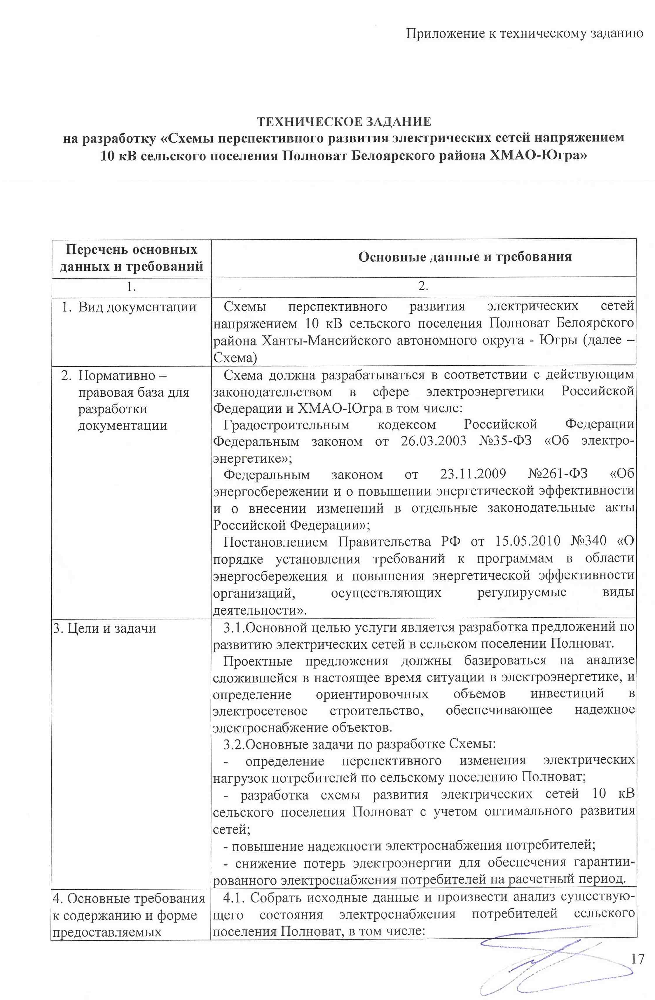 Приложение к техническому заданию
ТЕХНИЧЕСКОЕ ЗАДАНИЕ
на разработку «Схемы перспективного развития электрических сетей напряжением
10 кВ сельского поселения Полноват Белоярского района ХМАО-Югра»
Перечень основных
данных и требований
Основные данные и требования
1.
2.
1. Вид документации
Схемы перспективного развития электрических сетей
напряжением 10 кВ сельского поселения Полноват Белоярского
района Ханты-Мансийского автономного округа - Югры (далее –
Схема)
2. Нормативно –
правовая база для
разработки
документации
Схема должна разрабатываться в соответствии с действующим
законодательством в сфере электроэнергетики Российской
Федерации и ХМАО-Югра в том числе:
Градостроительным кодексом Российской Федерации
Федеральным законом от 26.03.2003 №35-ФЗ «Об электро-
энергетике»;
Федеральным законом от 23.11.2009 №261-ФЗ «Об
энергосбережении и о повышении энергетической эффективности
и о внесении изменений в отдельные законодательные акты
Российской Федерации»;
Постановлением Правительства РФ от 15.05.2010 №340 «О
порядке установления требований к программам в области
энергосбережения и повышения энергетической эффективности
организаций, осуществляющих регулируемые виды
деятельности».
3. Цели и задачи
3.1.Основной целью услуги является разработка предложений по
развитию электрических сетей в сельском поселении Полноват.
Проектные предложения должны базироваться на анализе
сложившейся в настоящее время ситуации в электроэнергетике, и
определение ориентировочных объемов инвестиций в
электросетевое строительство, обеспечивающее надежное
электроснабжение объектов.
3.2.Основные задачи по разработке Схемы:
- определение перспективного изменения электрических
нагрузок потребителей по сельскому поселению Полноват;
- разработка схемы развития электрических сетей 10 кВ
сельского поселения Полноват с учетом оптимального развития
сетей;
- повышение надежности электроснабжения потребителей;
- снижение потерь электроэнергии для обеспечения гарантии-
рованного электроснабжения потребителей на расчетный период.
4. Основные требования
к содержанию и форме
предоставляемых
4.1. Собрать исходные данные и произвести анализ существую-
щего состояния электроснабжения потребителей сельского
поселения Полноват, в том числе:
17